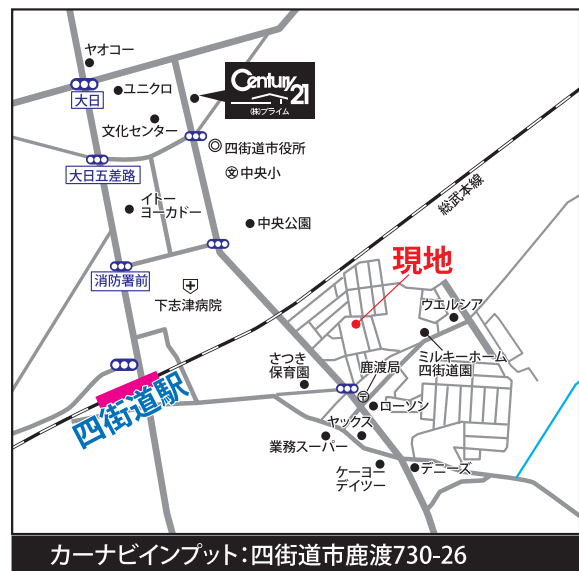 ヤオコー
大日
ユニクロ
Century 21
㈱プライム
文化センター
四街道市役所
大日五差路
文 中央小
イトー
ヨーカドー
中央公園
総武本線
消防署前
下志津病院
現地
ウエルシア
ミルキーホーム
四街道園
さつき
保育園
鹿渡局
四街道駅
ローソン
ヤックス
業務スーパー
ケーヨー
デイツー
デニーズ
カーナビインプット:四街道市鹿渡730-26